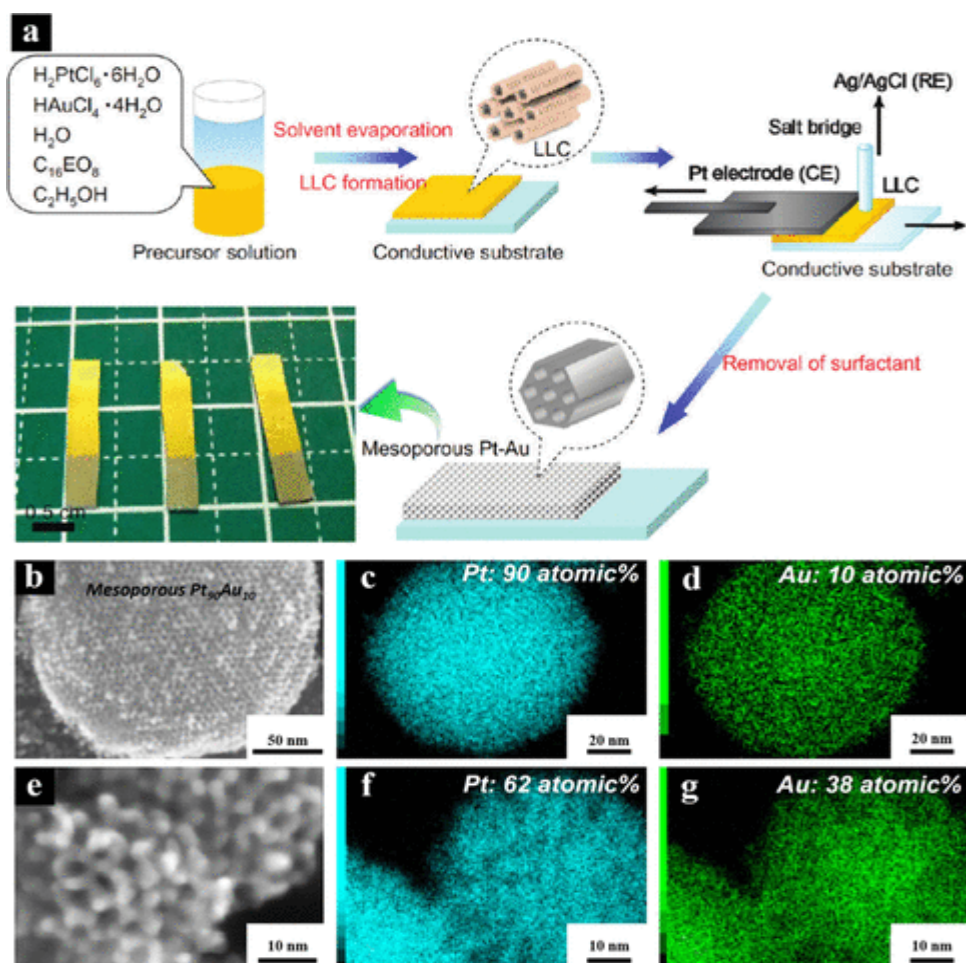 a
H₂PtCl₆•6H₂O
HAuCl₄ •4H₂O
H₂O
C₁₆EO₈
C₂H₅OH
Precursor solution
Solvent evaporation
LLC formation
LLC
Conductive substrate
Ag/AgCl (RE)
Salt bridge
Pt electrode (CE)
LLC
Conductive substrate
Removal of surfactant
Mesoporous Pt-Au
0.5 cm
b
Mesoporous Pt₉₀Au₁₀
50 nm
c
Pt: 90 atomic%
20 nm
d
Au: 10 atomic%
20 nm
e
10 nm
f
Pt: 62 atomic%
10 nm
g
Au: 38 atomic%
10 nm